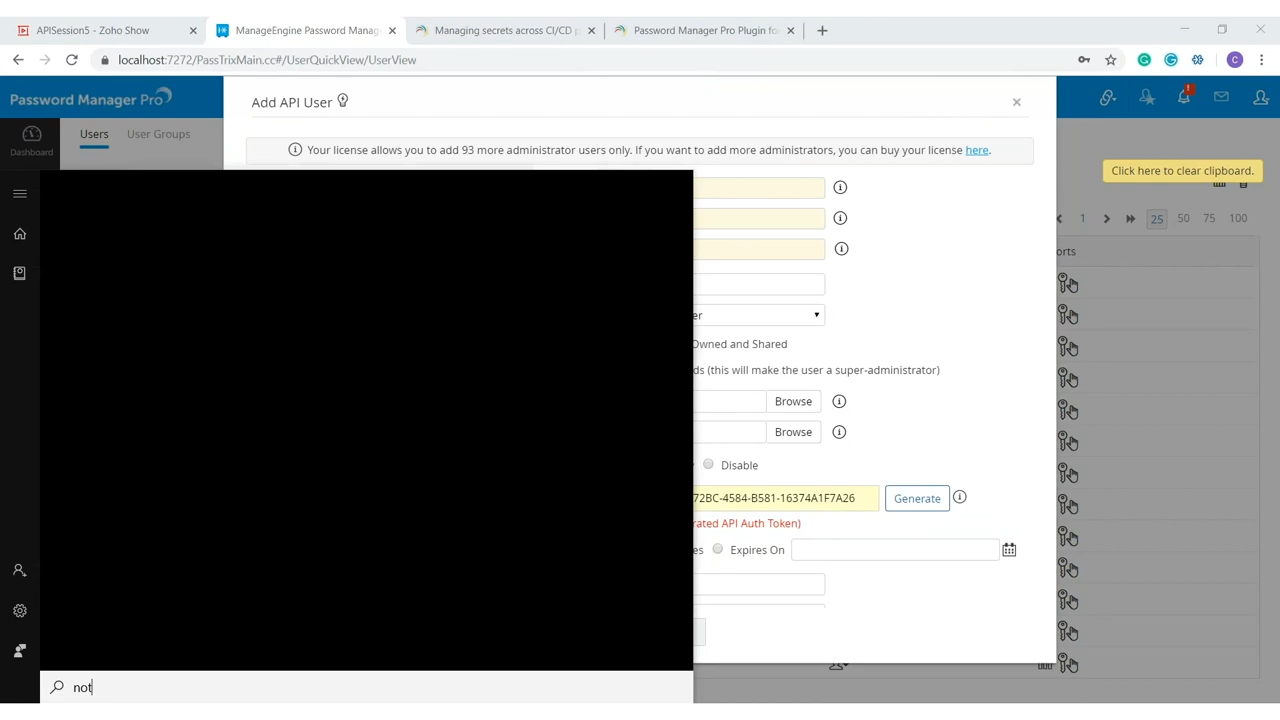 APISession5 - Zoho Show
ManageEngine Password Manag
Managing secrets across CI/CD p
Password Manager Pro Plugin fo
localhost:7272/PassTrixMain.cc#/UserQuickView/UserView
C
Password Manager Pro
Add API User
Dashboard
Users
User Groups
Your license allows you to add 93 more administrator users only. If you want to add more administrators, you can buy your license here.
Click here to clear clipboard.
1
25
50
75
100
orts
er
Owned and Shared
ds (this will make the user a super-administrator)
Browse
Browse
Disable
72BC-4584-B581-16374A1F7A26
Generate
rated API Auth Token)
es
Expires On
not